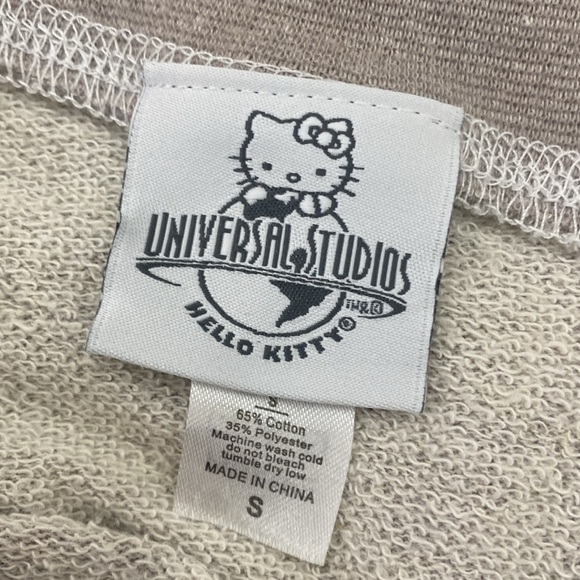 UNIVERSAL STUDIOS
TM&©
HELLO KITTY®
S
65% Cotton
35% Polyester
Machine wash cold
do not bleach
tumble dry low
MADE IN CHINA
S